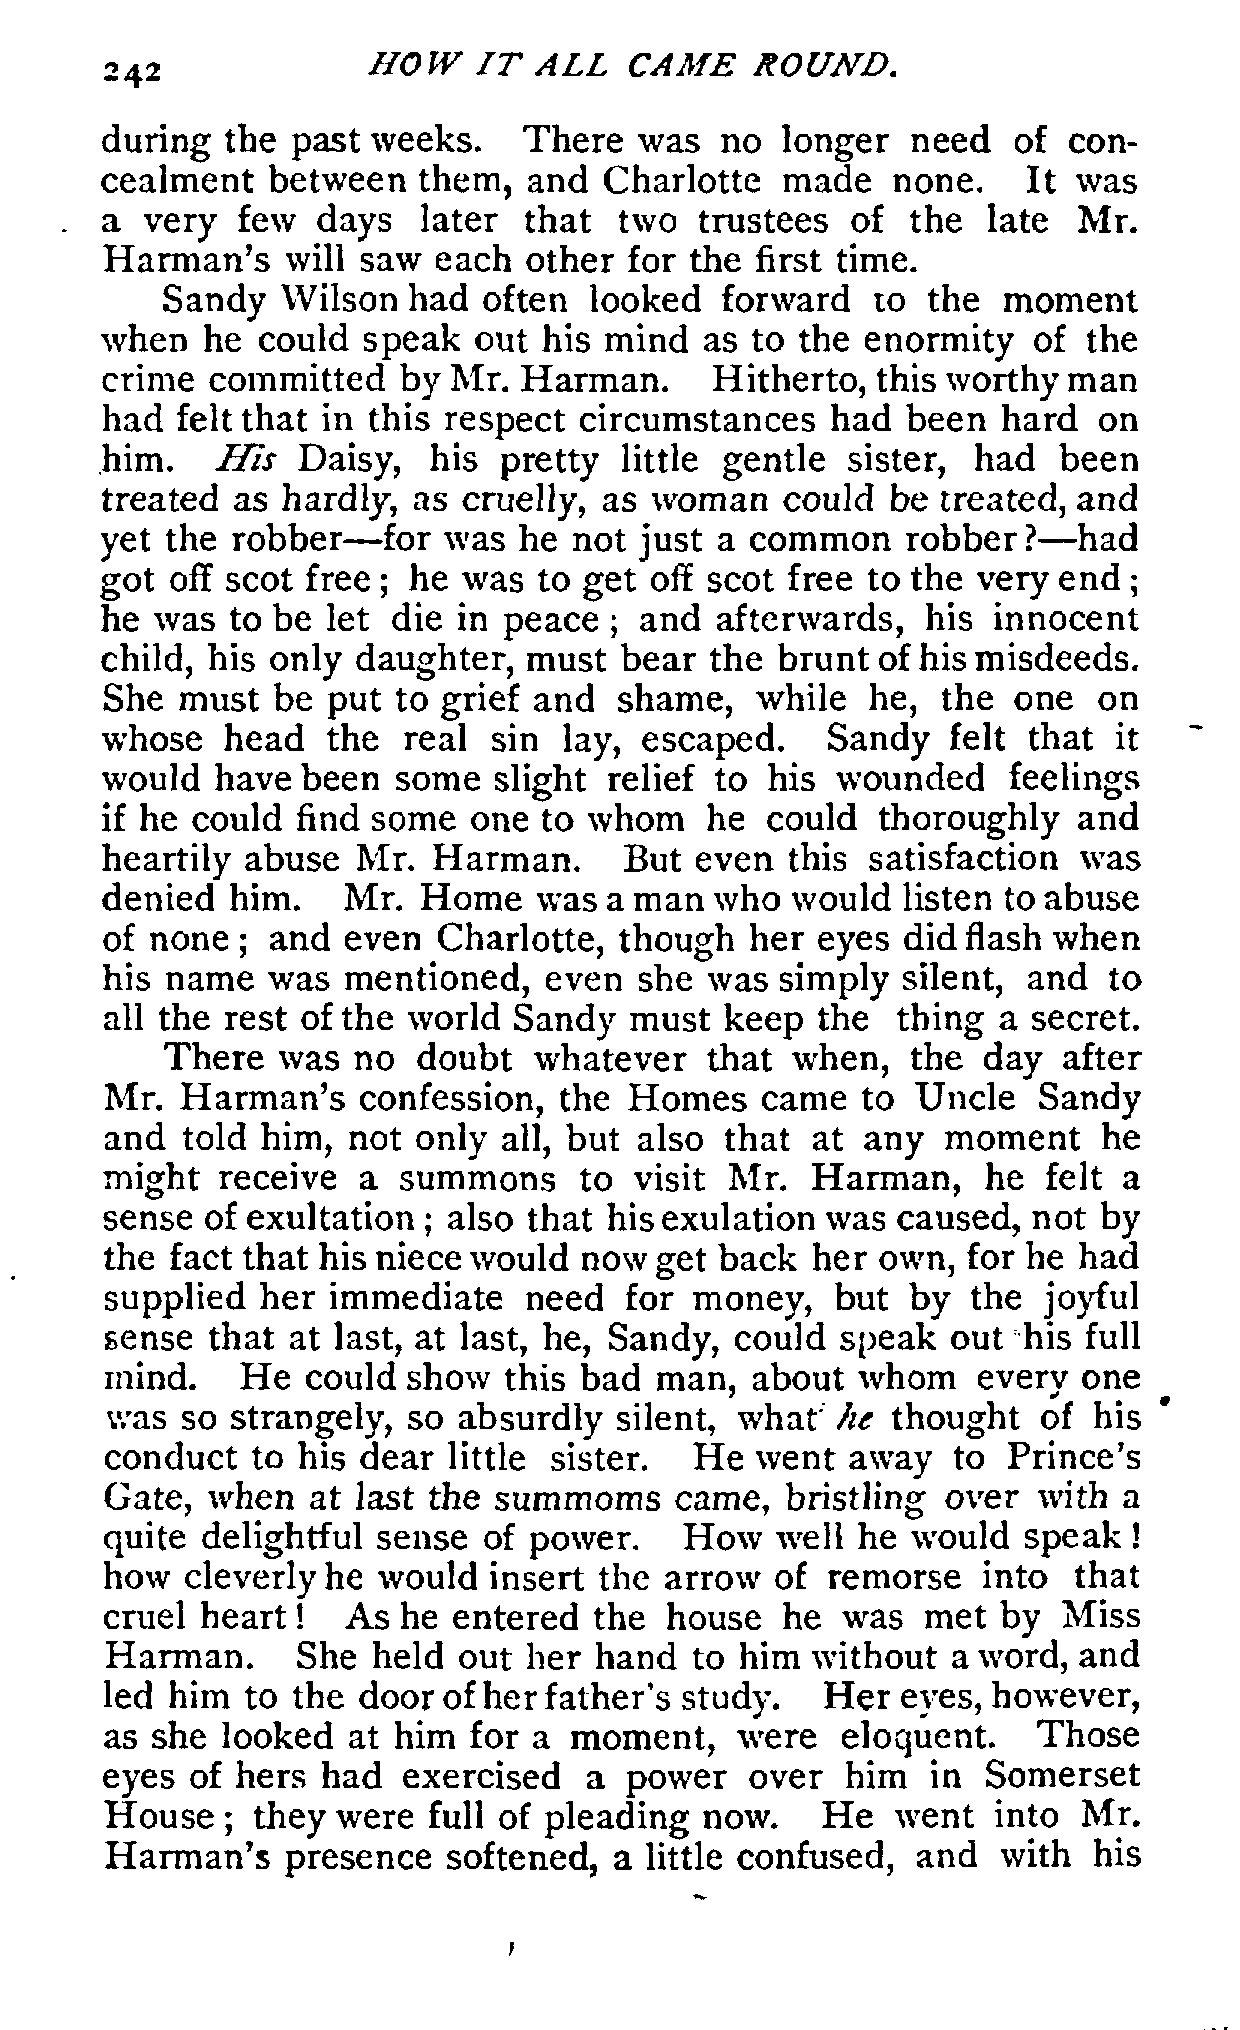 242 HOW IT ALL CAME ROUND.
during the past weeks. There was no longer need of con-
cealment between them, and Charlotte made none. It was
a very few days later that two trustees of the late Mr.
Harman's will saw each other for the first time.
Sandy Wilson had often looked forward to the moment
when he could speak out his mind as to the enormity of the
crime committed by Mr. Harman. Hitherto, this worthy man
had felt that in this respect circumstances had been hard on
him. His Daisy, his pretty little gentle sister, had been
treated as hardly, as cruelly, as woman could be treated, and
yet the robber—for was he not just a common robber?—had
got off scot free; he was to get off scot free to the very end;
he was to be let die in peace; and afterwards, his innocent
child, his only daughter, must bear the brunt of his misdeeds.
She must be put to grief and shame, while he, the one on
whose head the real sin lay, escaped. Sandy felt that it
would have been some slight relief to his wounded feelings
if he could find some one to whom he could thoroughly and
heartily abuse Mr. Harman. But even this satisfaction was
denied him. Mr. Home was a man who would listen to abuse
of none; and even Charlotte, though her eyes did flash when
his name was mentioned, even she was simply silent, and to
all the rest of the world Sandy must keep the thing a secret.
There was no doubt whatever that when, the day after
Mr. Harman's confession, the Homes came to Uncle Sandy
and told him, not only all, but also that at any moment he
might receive a summons to visit Mr. Harman, he felt a
sense of exultation; also that his exulation was caused, not by
the fact that his niece would now get back her own, for he had
supplied her immediate need for money, but by the joyful
sense that at last, at last, he, Sandy, could speak out his full
mind. He could show this bad man, about whom every one
was so strangely, so absurdly silent, what he thought of his
conduct to his dear little sister. He went away to Prince's
Gate, when at last the summoms came, bristling over with a
quite delightful sense of power. How well he would speak!
how cleverly he would insert the arrow of remorse into that
cruel heart! As he entered the house he was met by Miss
Harman. She held out her hand to him without a word, and
led him to the door of her father's study. Her eyes, however,
as she looked at him for a moment, were eloquent. Those
eyes of hers had exercised a power over him in Somerset
House; they were full of pleading now. He went into Mr.
Harman's presence softened, a little confused, and with his